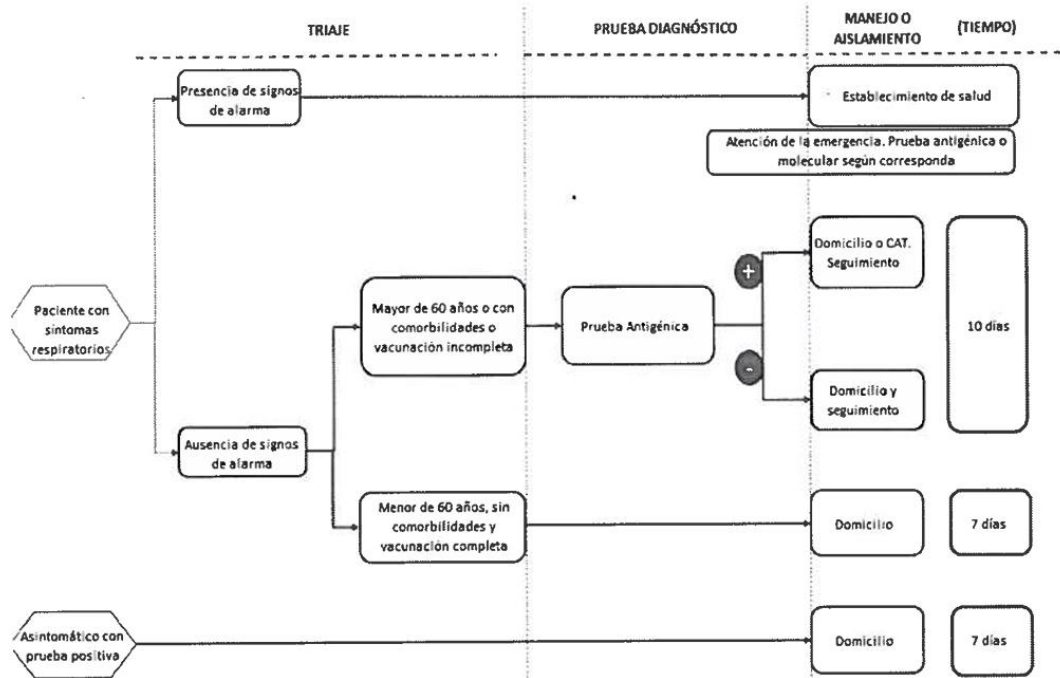 TRIAJE
PRUEBA DIAGNÓSTICO
MANEJO O
AISLAMIENTO
(TIEMPO)
Presencia de signos
de alarma
Establecimiento de salud
Atención de la emergencia. Prueba antigénica o
molecular según corresponda
Paciente con
síntomas
respiratorios
Mayor de 60 años o con
comorbilidades o
vacunación incompleta
Prueba Antigénica
+
-
Domicilio o CAT.
Seguimiento
Domicilio y
seguimiento
10 días
Ausencia de signos
de alarma
Menor de 60 años, sin
comorbilidades y
vacunación completa
Domicilio
7 días
Asintomático con
prueba positiva
Domicilio
7 días